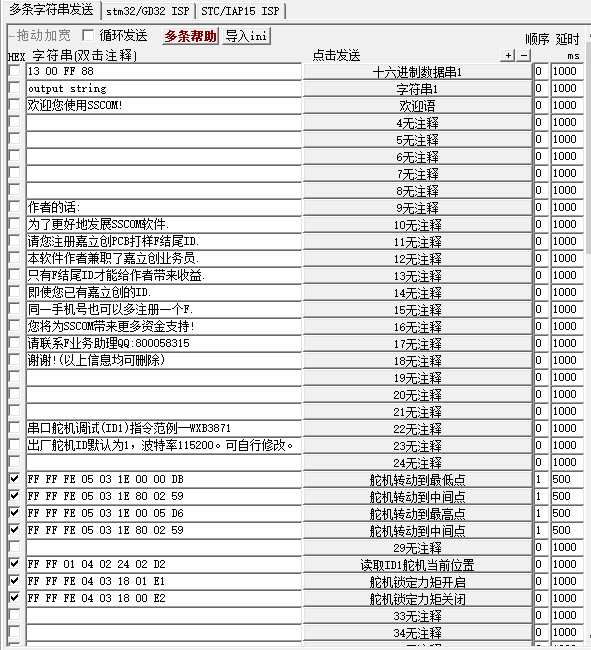 多条字符串发送 stm32/GD32 ISP STC/IAP15 ISP
←拖动加宽 循环发送 多条帮助 导入ini 顺序 延时
HEX 字符串(双击注释) 点击发送 + − ms
13 00 FF 88 十六进制数据串1 0 1000
output string 字符串1 0 1000
欢迎您使用SSCOM! 欢迎语 0 1000
4无注释 0 1000
5无注释 0 1000
6无注释 0 1000
7无注释 0 1000
8无注释 0 1000
作者的话: 9无注释 0 1000
为了更好地发展SSCOM软件. 10无注释 0 1000
请您注册嘉立创PCB打样F结尾ID. 11无注释 0 1000
本软件作者兼职了嘉立创业务员. 12无注释 0 1000
只有F结尾ID才能给作者带来收益. 13无注释 0 1000
即使您已有嘉立创的ID. 14无注释 0 1000
同一手机号也可以多注册一个F. 15无注释 0 1000
您将为SSCOM带来更多资金支持! 16无注释 0 1000
请联系F业务助理QQ:800058315 17无注释 0 1000
谢谢!(以上信息均可删除) 18无注释 0 1000
19无注释 0 1000
20无注释 0 1000
21无注释 0 1000
串口舵机调试(ID1)指令范例—WXB3871 22无注释 0 1000
出厂舵机ID默认为1，波特率115200。可自行修改。 23无注释 0 1000
24无注释 0 1000
FF FF FE 05 03 1E 00 00 DB 舵机转动到最低点 1 500
FF FF FE 05 03 1E 80 02 59 舵机转动到中间点 1 500
FF FF FE 05 03 1E 00 05 D6 舵机转动到最高点 1 500
FF FF FE 05 03 1E 80 02 59 舵机转动到中间点 1 500
29无注释 0 1000
FF FF 01 04 02 24 02 D2 读取ID1舵机当前位置 0 1000
FF FF FE 04 03 18 01 E1 舵机锁定力矩开启 0 1000
FF FF FE 04 03 18 00 E2 舵机锁定力矩关闭 0 1000
33无注释 0 1000
34无注释 0 1000